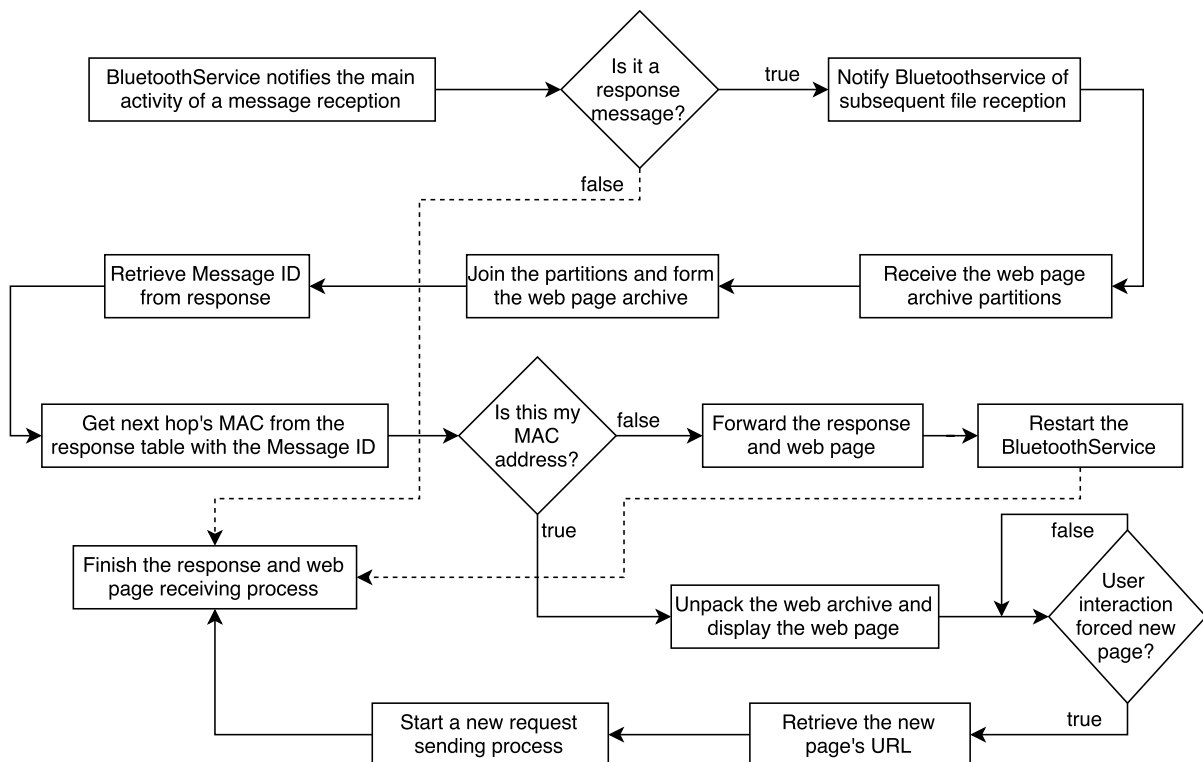 BluetoothService notifies the main
activity of a message reception
Is it a
response
message?
true
Notify Bluetoothservice of
subsequent file reception
false
Retrieve Message ID
from response
Join the partitions and form
the web page archive
Receive the web page
archive partitions
Get next hop's MAC from the
response table with the Message ID
Is this my
MAC
address?
false
Forward the response
and web page
Restart the
BluetoothService
true
Finish the response and web
page receiving process
Unpack the web archive and
display the web page
false
User
interaction
forced new
page?
true
Start a new request
sending process
Retrieve the new
page's URL